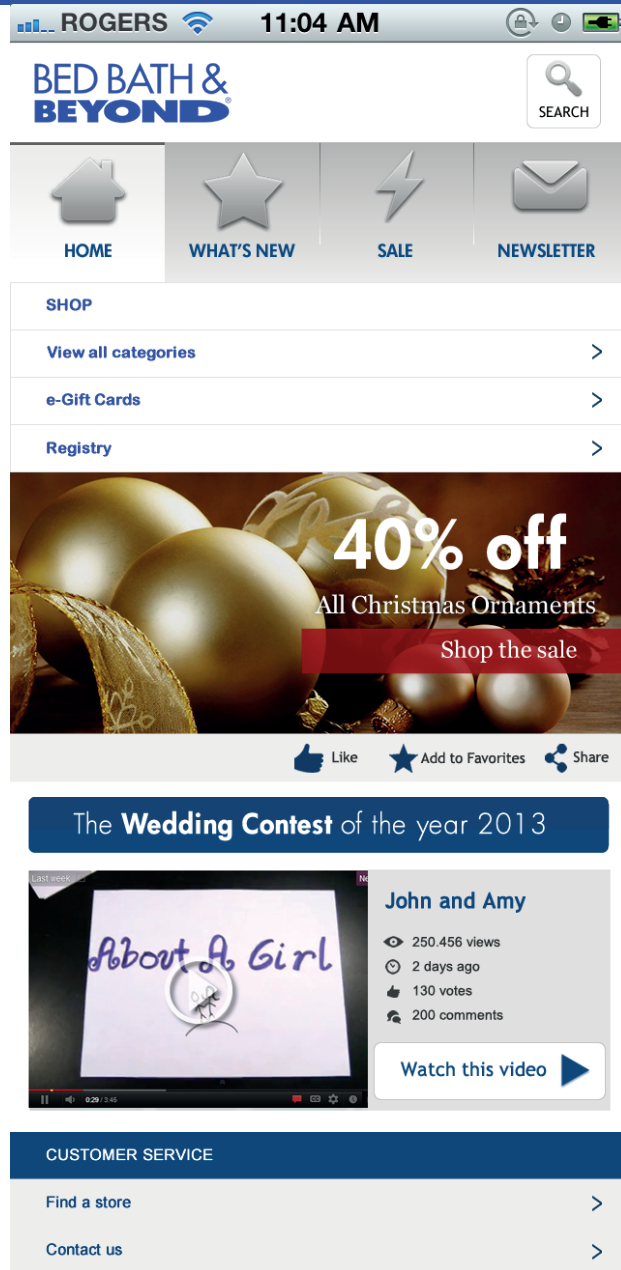 ROGERS 11:04 AM
BED BATH &
BEYOND®
SEARCH
HOME WHAT'S NEW SALE NEWSLETTER
SHOP
View all categories
e-Gift Cards
Registry
40% off
All Christmas Ornaments
Shop the sale
Like Add to Favorites Share
The Wedding Contest of the year 2013
Last week Ne
About A Girl
0:29 / 3:45
John and Amy
250.456 views
2 days ago
130 votes
200 comments
Watch this video
CUSTOMER SERVICE
Find a store
Contact us